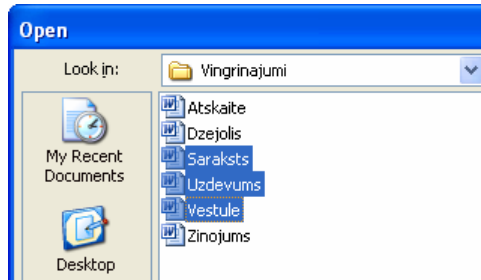 Open
Look in:
Vingrinajumi
My Recent
Documents
Desktop
Atskaite
Dzejolis
Saraksts
Uzdevums
Vestule
Zinojums